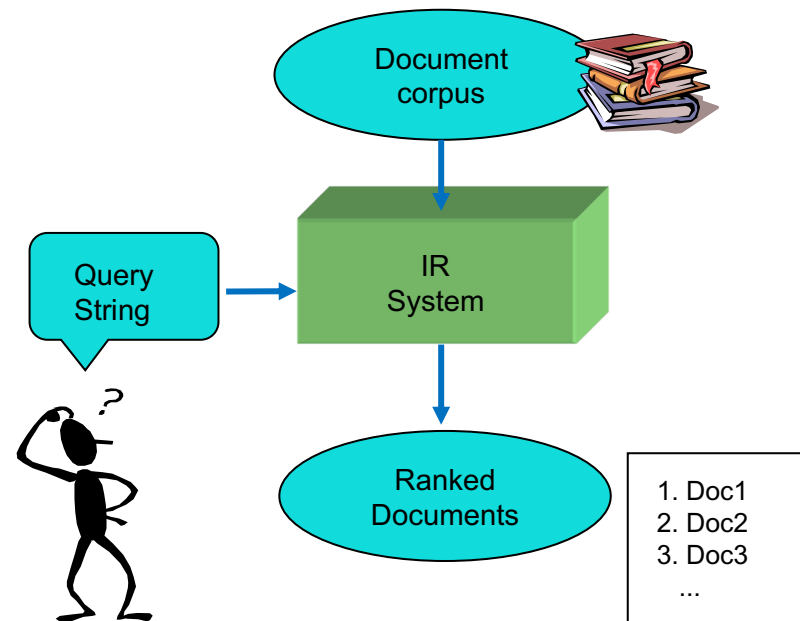 Document
corpus
IR
System
Query
String
?
Ranked
Documents
1. Doc1
2. Doc2
3. Doc3
...